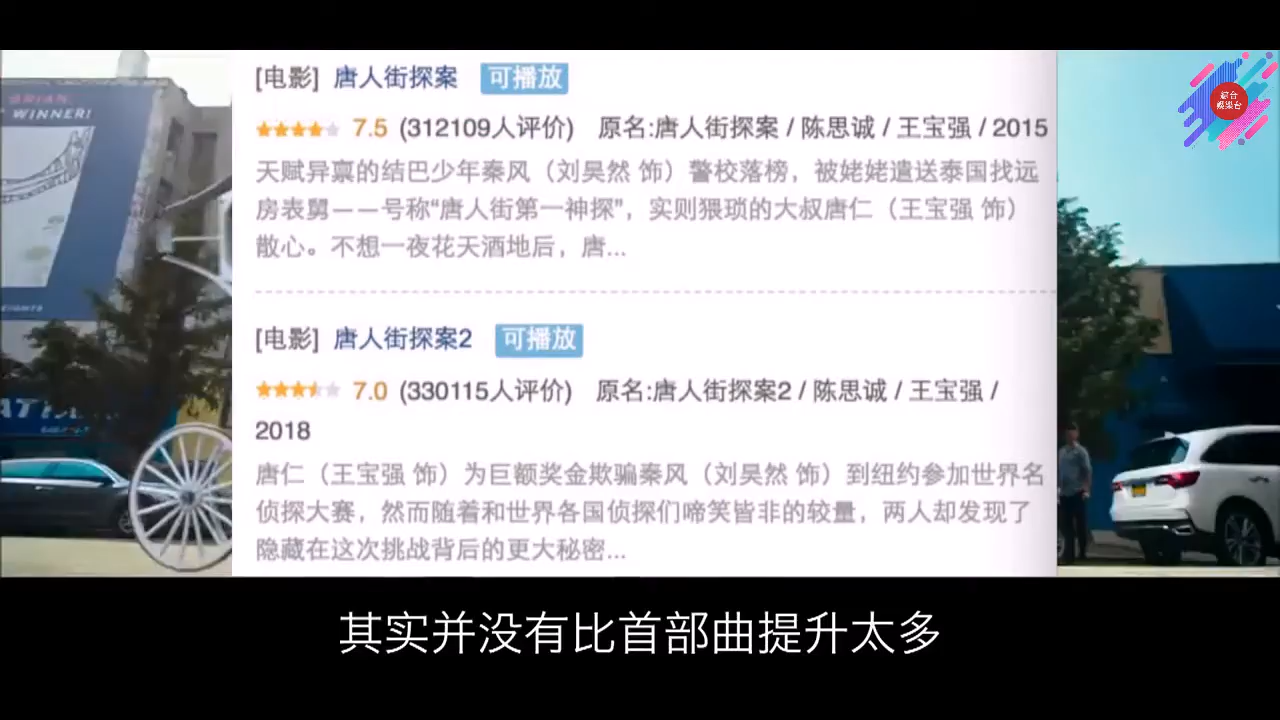 WINNER!
综合
娱乐台
[电影] 唐人街探案 可播放
7.5 (312109人评价) 原名:唐人街探案 / 陈思诚 / 王宝强 / 2015
天赋异禀的结巴少年秦风（刘昊然 饰）警校落榜，被姥姥遣送泰国找远
房表舅——号称“唐人街第一神探”，实则猥琐的大叔唐仁（王宝强 饰）
散心。不想一夜花天酒地后，唐...
[电影] 唐人街探案2 可播放
7.0 (330115人评价) 原名:唐人街探案2 / 陈思诚 / 王宝强 /
2018
唐仁（王宝强 饰）为巨额奖金欺骗秦风（刘昊然 饰）到纽约参加世界名
侦探大赛，然而随着和世界各国侦探们啼笑皆非的较量，两人却发现了
隐藏在这次挑战背后的更大秘密...
其实并没有比首部曲提升太多